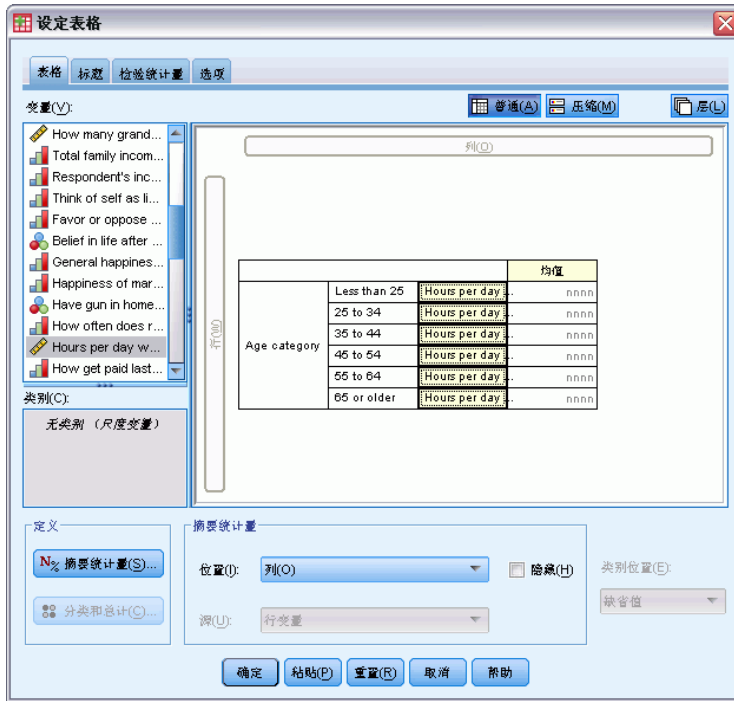 设定表格
表格 标题 检验统计量 选项
变量(V):
普通(A) 压缩(M) 层(L)
How many grand...
Total family incom...
Respondent's inc...
Think of self as li...
Favor or oppose ...
Belief in life after ...
General happines...
Happiness of mar...
Have gun in home...
How often does r...
Hours per day w...
How get paid last...
类别(C):
无类别 （尺度变量）
列(O)
行(W)
均值
Age category
Less than 25 Hours per day ... nnnn
25 to 34 Hours per day ... nnnn
35 to 44 Hours per day ... nnnn
45 to 54 Hours per day ... nnnn
55 to 64 Hours per day ... nnnn
65 or older Hours per day ... nnnn
定义
N% 摘要统计量(S)...
分类和总计(C)...
摘要统计量
位置(I): 列(O) 隐藏(H)
源(U): 行变量
类别位置(E):
缺省值
确定 粘贴(P) 重置(R) 取消 帮助